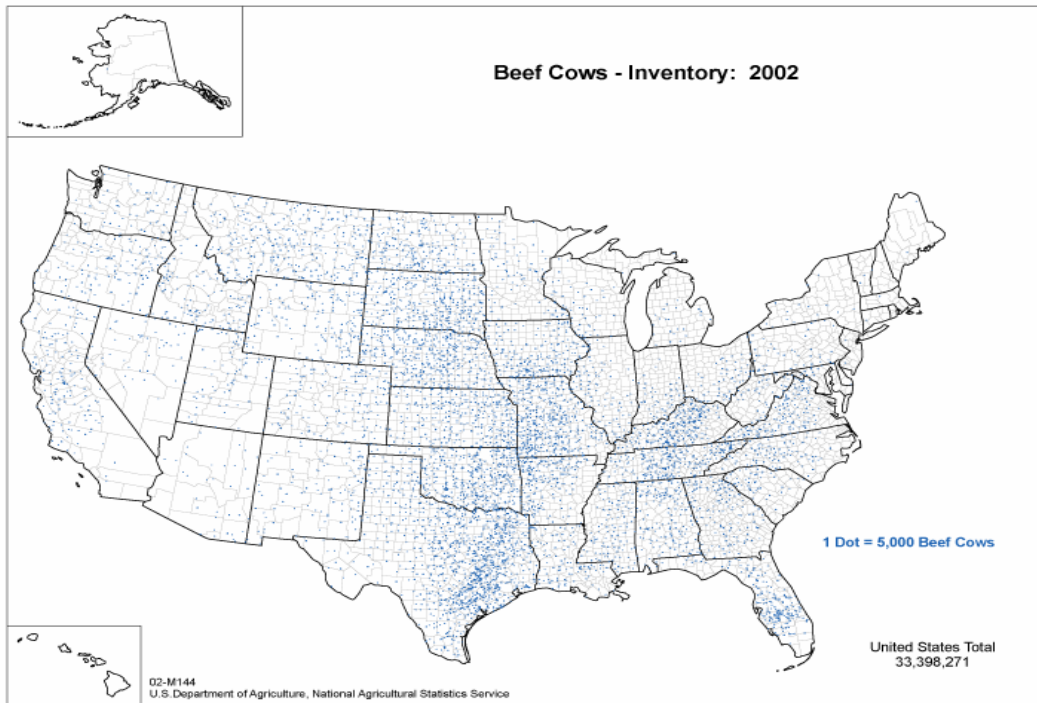 Beef Cows - Inventory: 2002
1 Dot = 5,000 Beef Cows
United States Total
33,398,271
02-M144
U.S.Department of Agriculture, National Agricultural Statistics Service